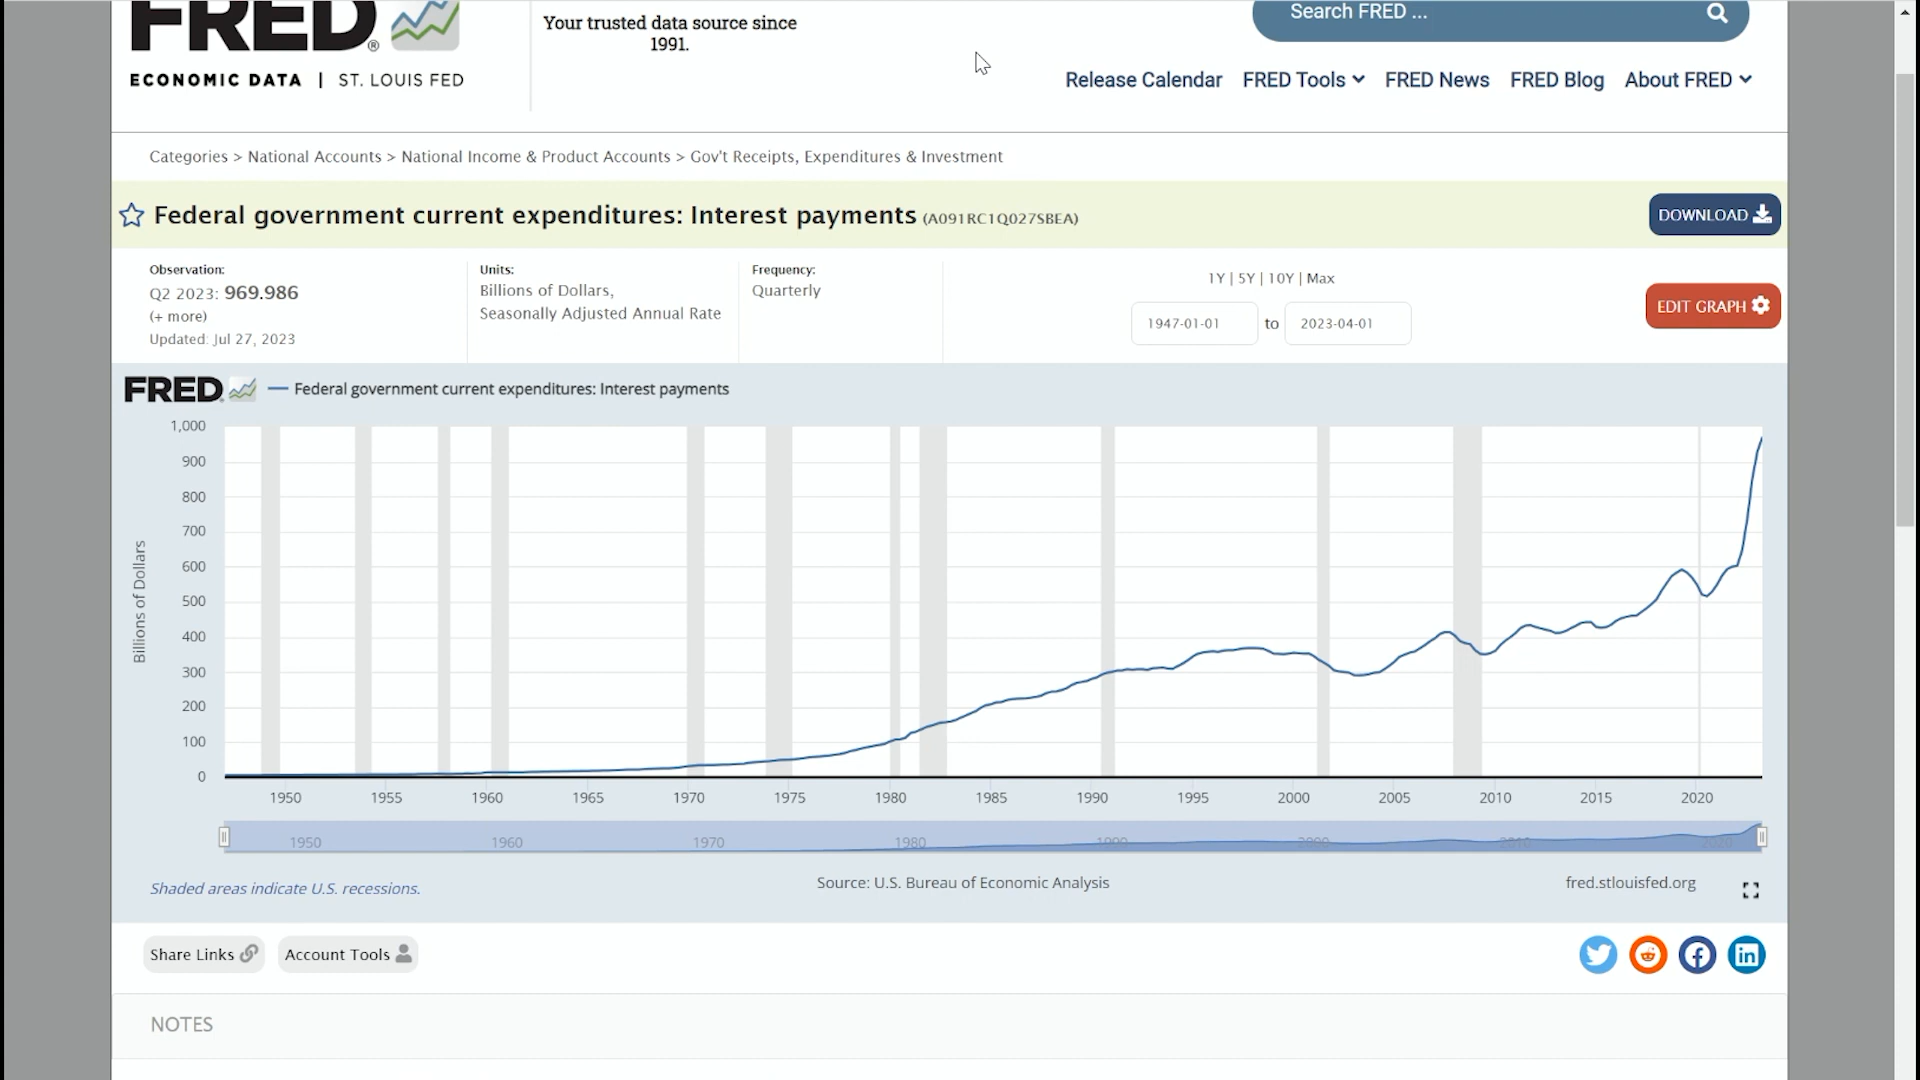 FRED®
Your trusted data source since
1991.
Search FRED ...
ECONOMIC DATA | ST. LOUIS FED
Release Calendar FRED Tools FRED News FRED Blog About FRED
Categories > National Accounts > National Income & Product Accounts > Gov't Receipts, Expenditures & Investment
Federal government current expenditures: Interest payments (A091RC1Q027SBEA)
DOWNLOAD
Observation:
Q2 2023: 969.986
(+ more)
Updated: Jul 27, 2023
Units:
Billions of Dollars,
Seasonally Adjusted Annual Rate
Frequency:
Quarterly
1Y | 5Y | 10Y | Max
1947-01-01 to 2023-04-01
EDIT GRAPH
FRED Federal government current expenditures: Interest payments
1,000
900
800
700
600
500
400
300
200
100
0
Billions of Dollars
1950 1955 1960 1965 1970 1975 1980 1985 1990 1995 2000 2005 2010 2015 2020
1950 1960 1970 1980 1990 2000 2010 2020
Shaded areas indicate U.S. recessions.
Source: U.S. Bureau of Economic Analysis
fred.stlouisfed.org
Share Links Account Tools
NOTES